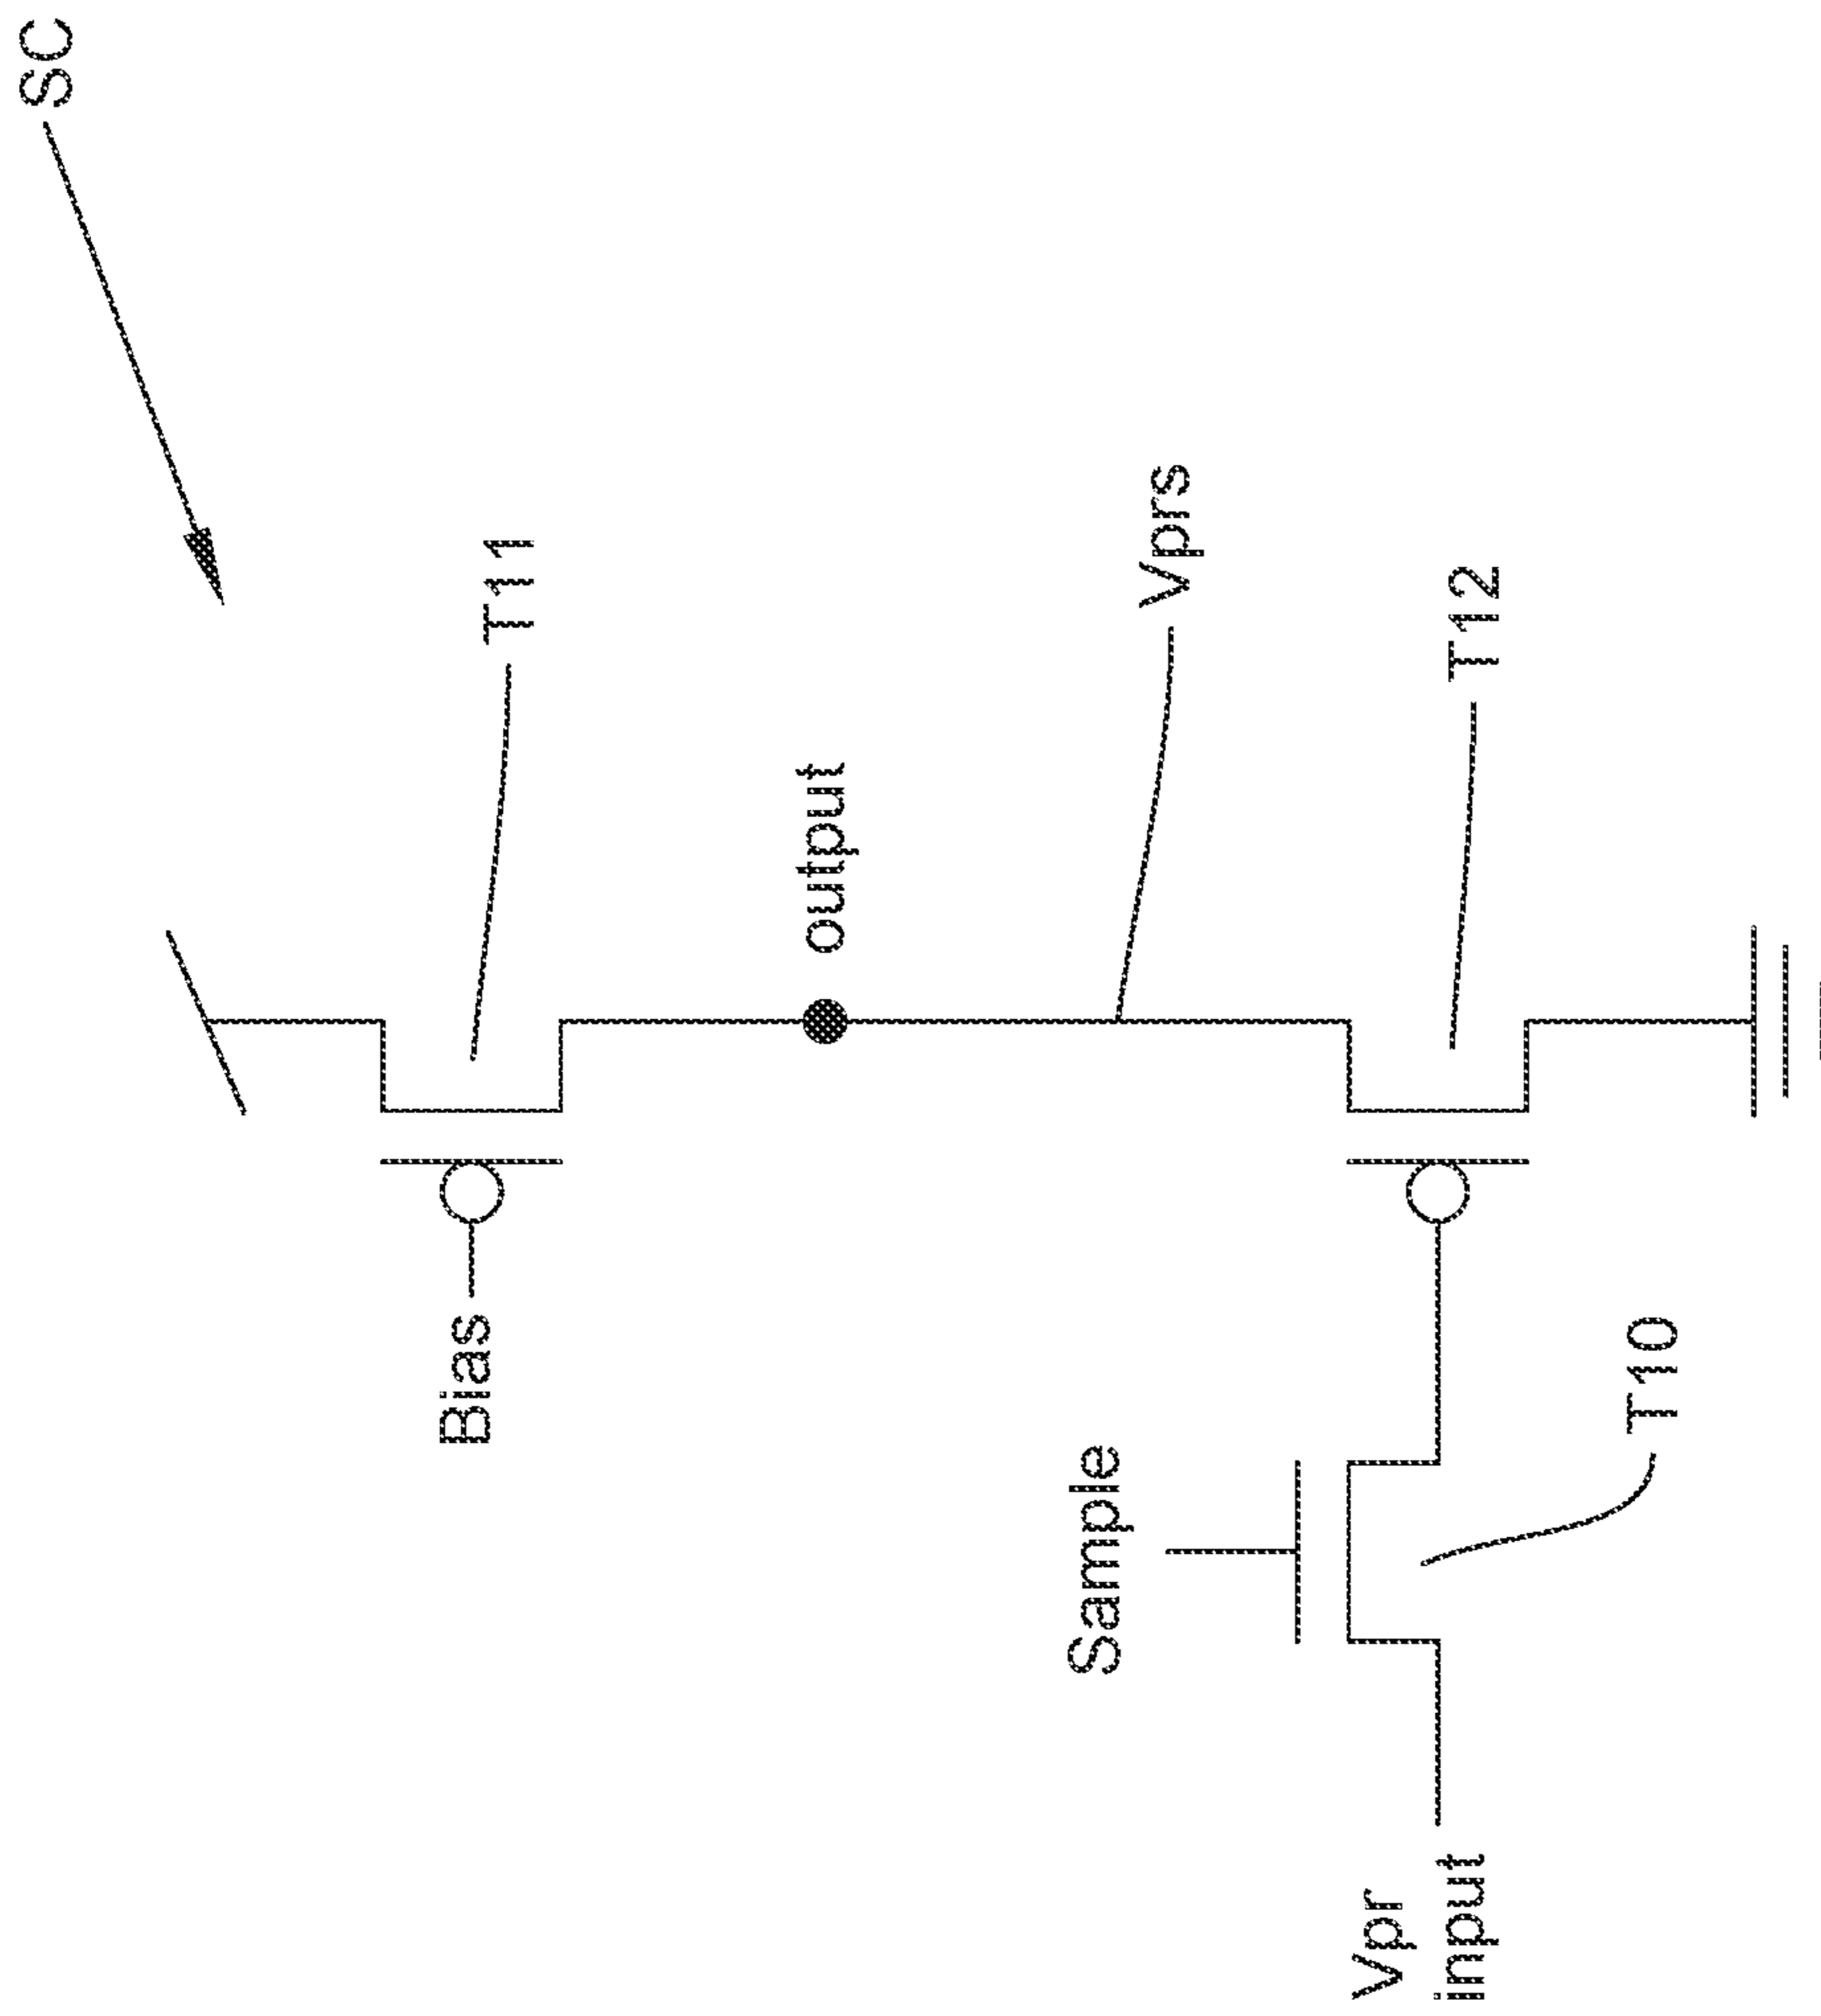 SC
T11
Bias
output
Vprs
T12
Sample
T10
Vpr
input